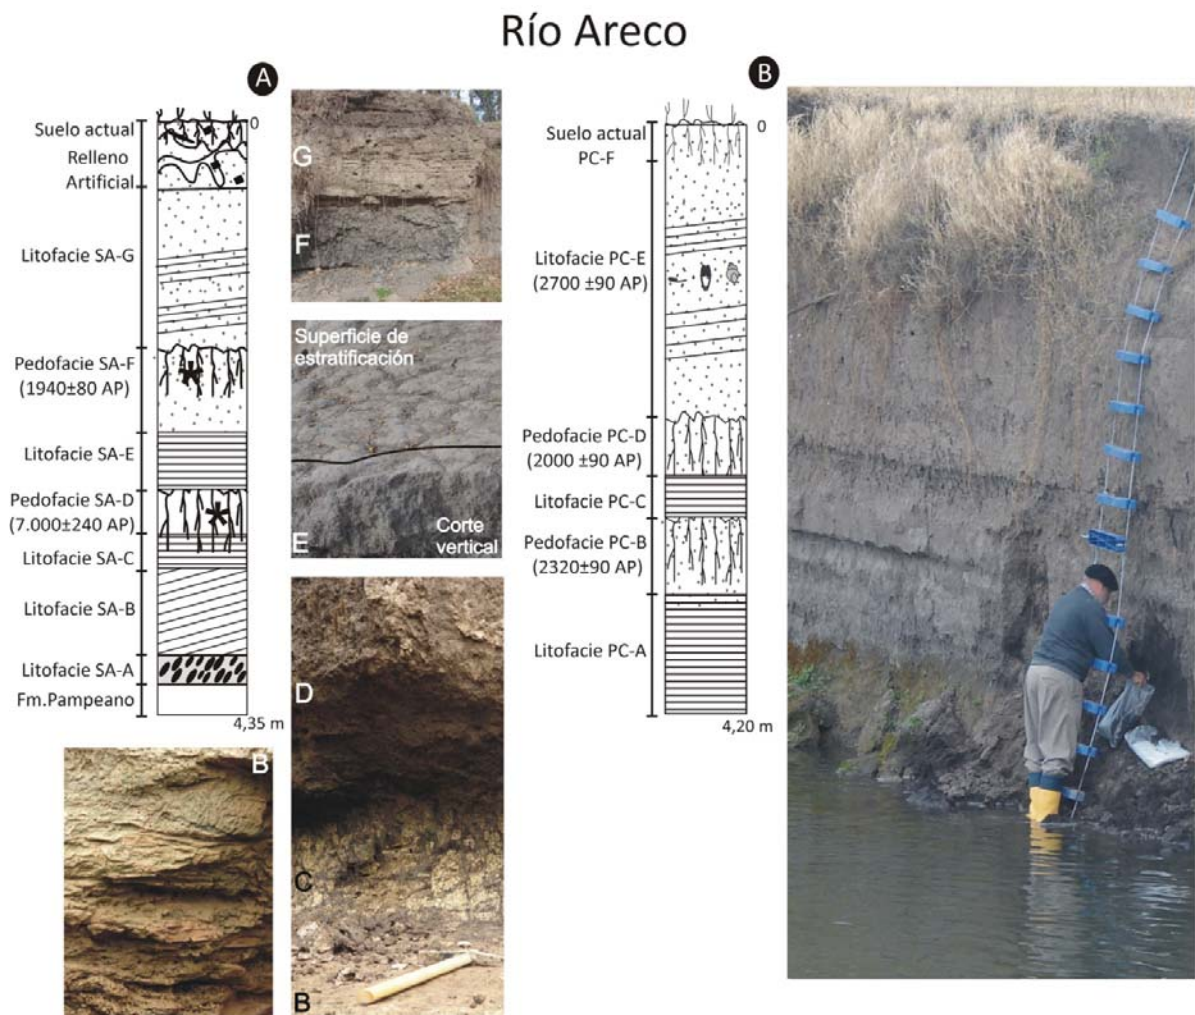 Río Areco
A
0
Suelo actual
Relleno
Artificial
Litofacie SA-G
Pedofacie SA-F
(1940±80 AP)
Litofacie SA-E
Pedofacie SA-D
(7.000±240 AP)
Litofacie SA-C
Litofacie SA-B
Litofacie SA-A
Fm.Pampeano
4,35 m
B
G
F
Superficie de
estratificación
E
Corte
vertical
D
C
B
B
0
Suelo actual
PC-F
Litofacie PC-E
(2700 ±90 AP)
Pedofacie PC-D
(2000 ±90 AP)
Litofacie PC-C
Pedofacie PC-B
(2320±90 AP)
Litofacie PC-A
4,20 m